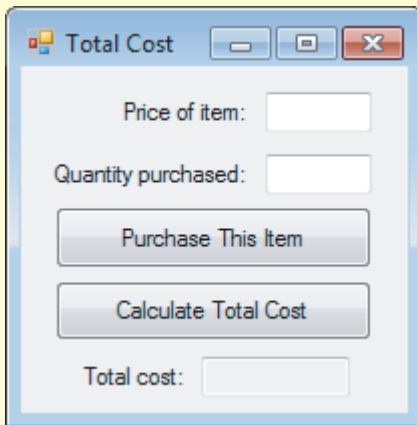 Total Cost
Price of item:
Quantity purchased:
Purchase This Item
Calculate Total Cost
Total cost: